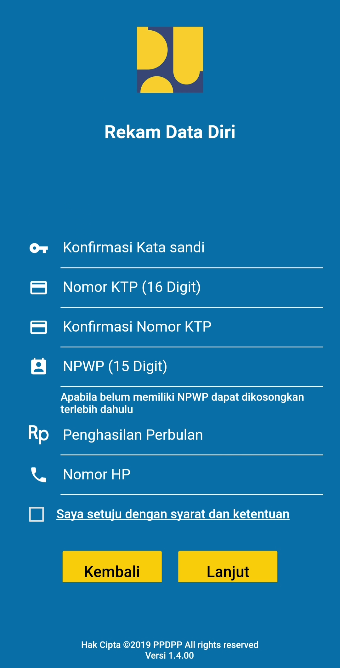 Rekam Data Diri
Konfirmasi Kata sandi
Nomor KTP (16 Digit)
Konfirmasi Nomor KTP
NPWP (15 Digit)
Apabila belum memiliki NPWP dapat dikosongkan
terlebih dahulu
Rp Penghasilan Perbulan
Nomor HP
Saya setuju dengan syarat dan ketentuan
Kembali Lanjut
Hak Cipta ©2019 PPDPP All rights reserved
Versi 1.4.00